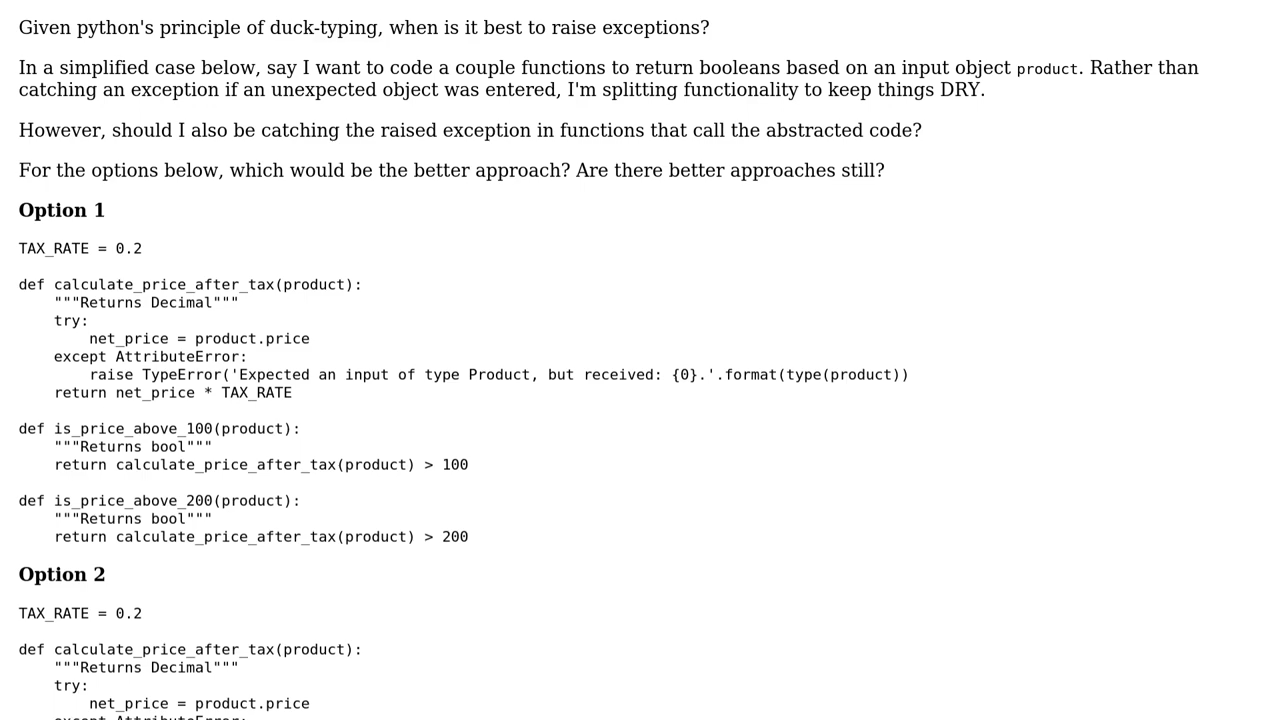 Given python's principle of duck-typing, when is it best to raise exceptions?
In a simplified case below, say I want to code a couple functions to return booleans based on an input object product. Rather than
catching an exception if an unexpected object was entered, I'm splitting functionality to keep things DRY.
However, should I also be catching the raised exception in functions that call the abstracted code?
For the options below, which would be the better approach? Are there better approaches still?
Option 1
TAX_RATE = 0.2
def calculate_price_after_tax(product):
    """Returns Decimal"""
    try:
        net_price = product.price
    except AttributeError:
        raise TypeError('Expected an input of type Product, but received: {0}.'.format(type(product))
    return net_price * TAX_RATE
def is_price_above_100(product):
    """Returns bool"""
    return calculate_price_after_tax(product) > 100
def is_price_above_200(product):
    """Returns bool"""
    return calculate_price_after_tax(product) > 200
Option 2
TAX_RATE = 0.2
def calculate_price_after_tax(product):
    """Returns Decimal"""
    try:
        net_price = product.price
    except AttributeError: